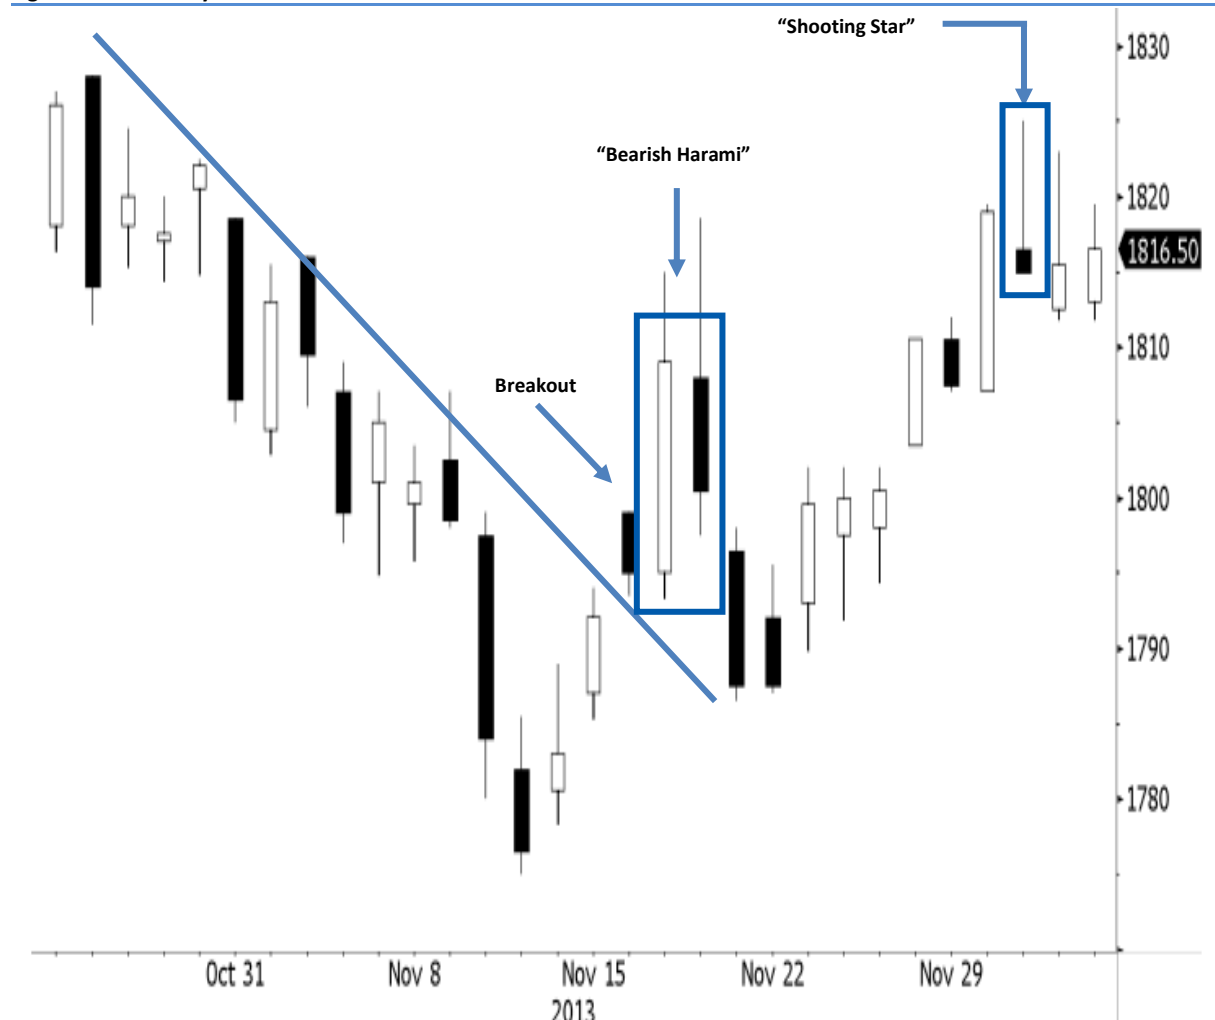 “Shooting Star”
1830
“Bearish Harami”
1820
1816.50
1810
Breakout
1800
1790
1780
Oct 31
Nov 8
Nov 15
Nov 22
Nov 29
2013